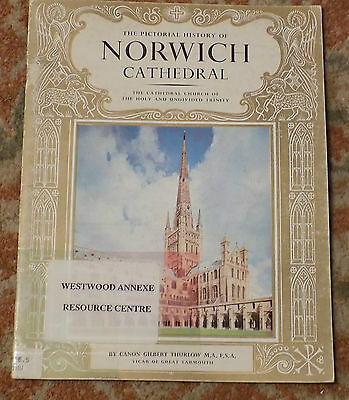 THE PICTORIAL HISTORY OF
NORWICH
CATHEDRAL
THE CATHEDRAL CHURCH OF
THE HOLY AND UNDIVIDED TRINITY
WESTWOOD ANNEXE
RESOURCE CENTRE
BY CANON GILBERT THURLOW M.A., F.S.A.,
VICAR OF GREAT YARMOUTH